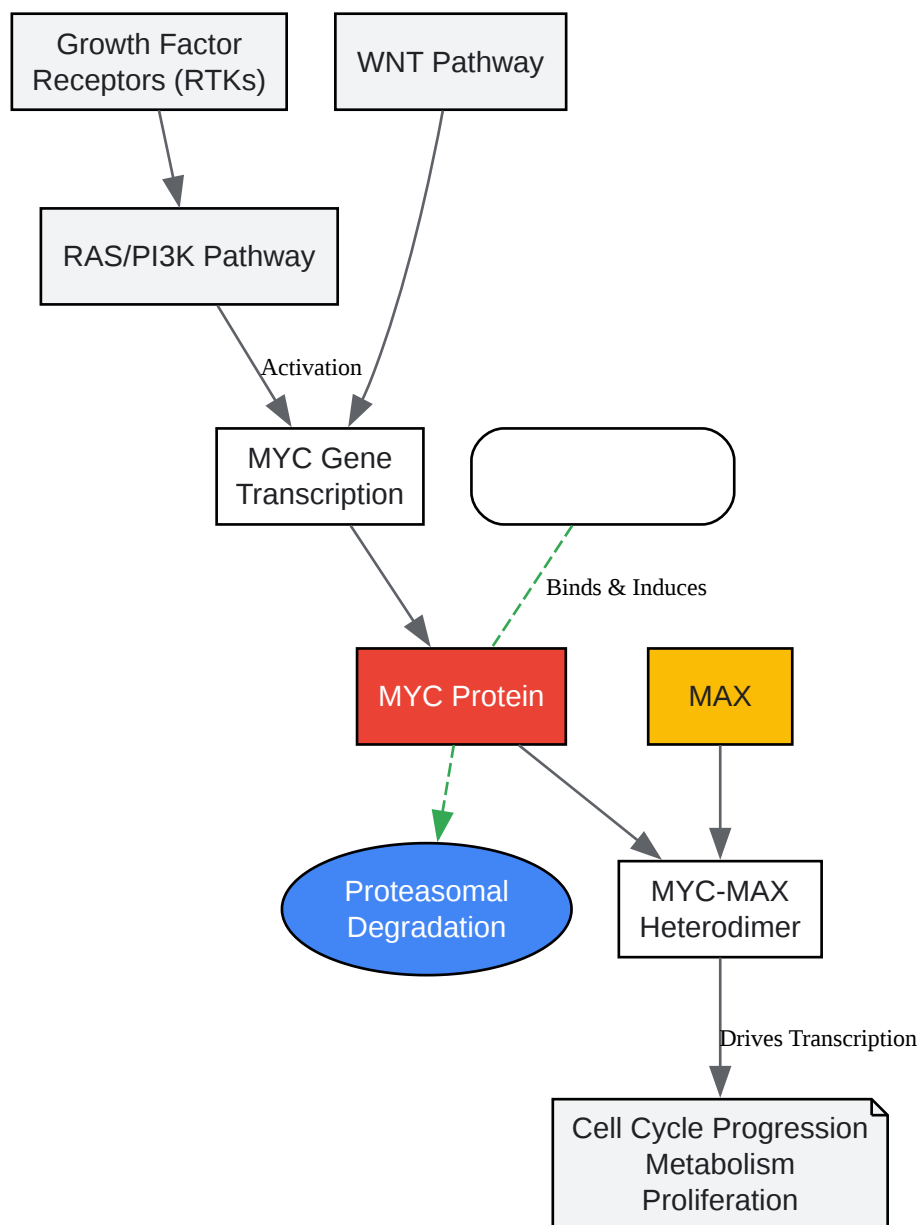 Growth Factor
Receptors (RTKs)
WNT Pathway
RAS/PI3K Pathway
Activation
MYC Gene
Transcription
Binds & Induces
MYC Protein
MAX
Proteasomal
Degradation
MYC-MAX
Heterodimer
Drives Transcription
Cell Cycle Progression
Metabolism
Proliferation